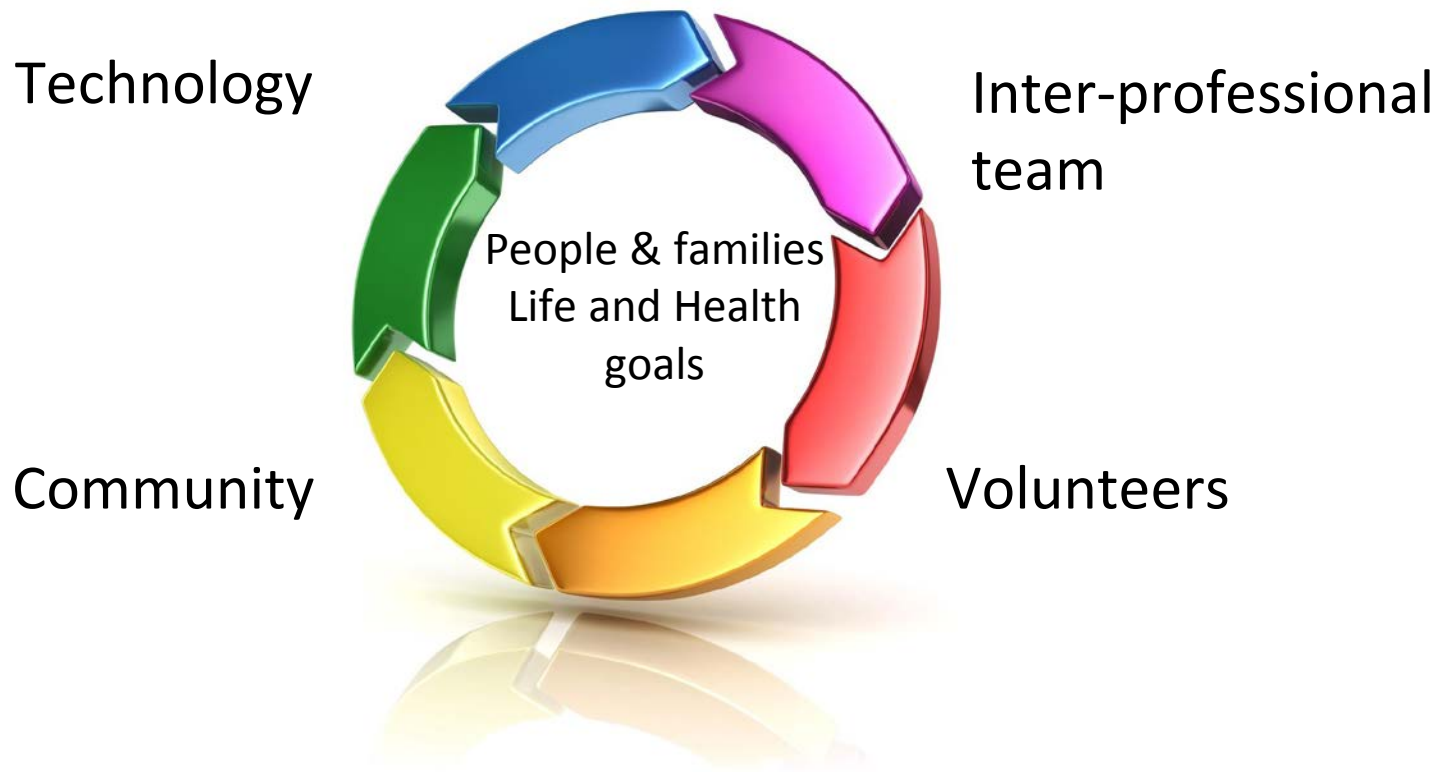 Technology
Inter-professional
team
People & families
Life and Health
goals
Community
Volunteers